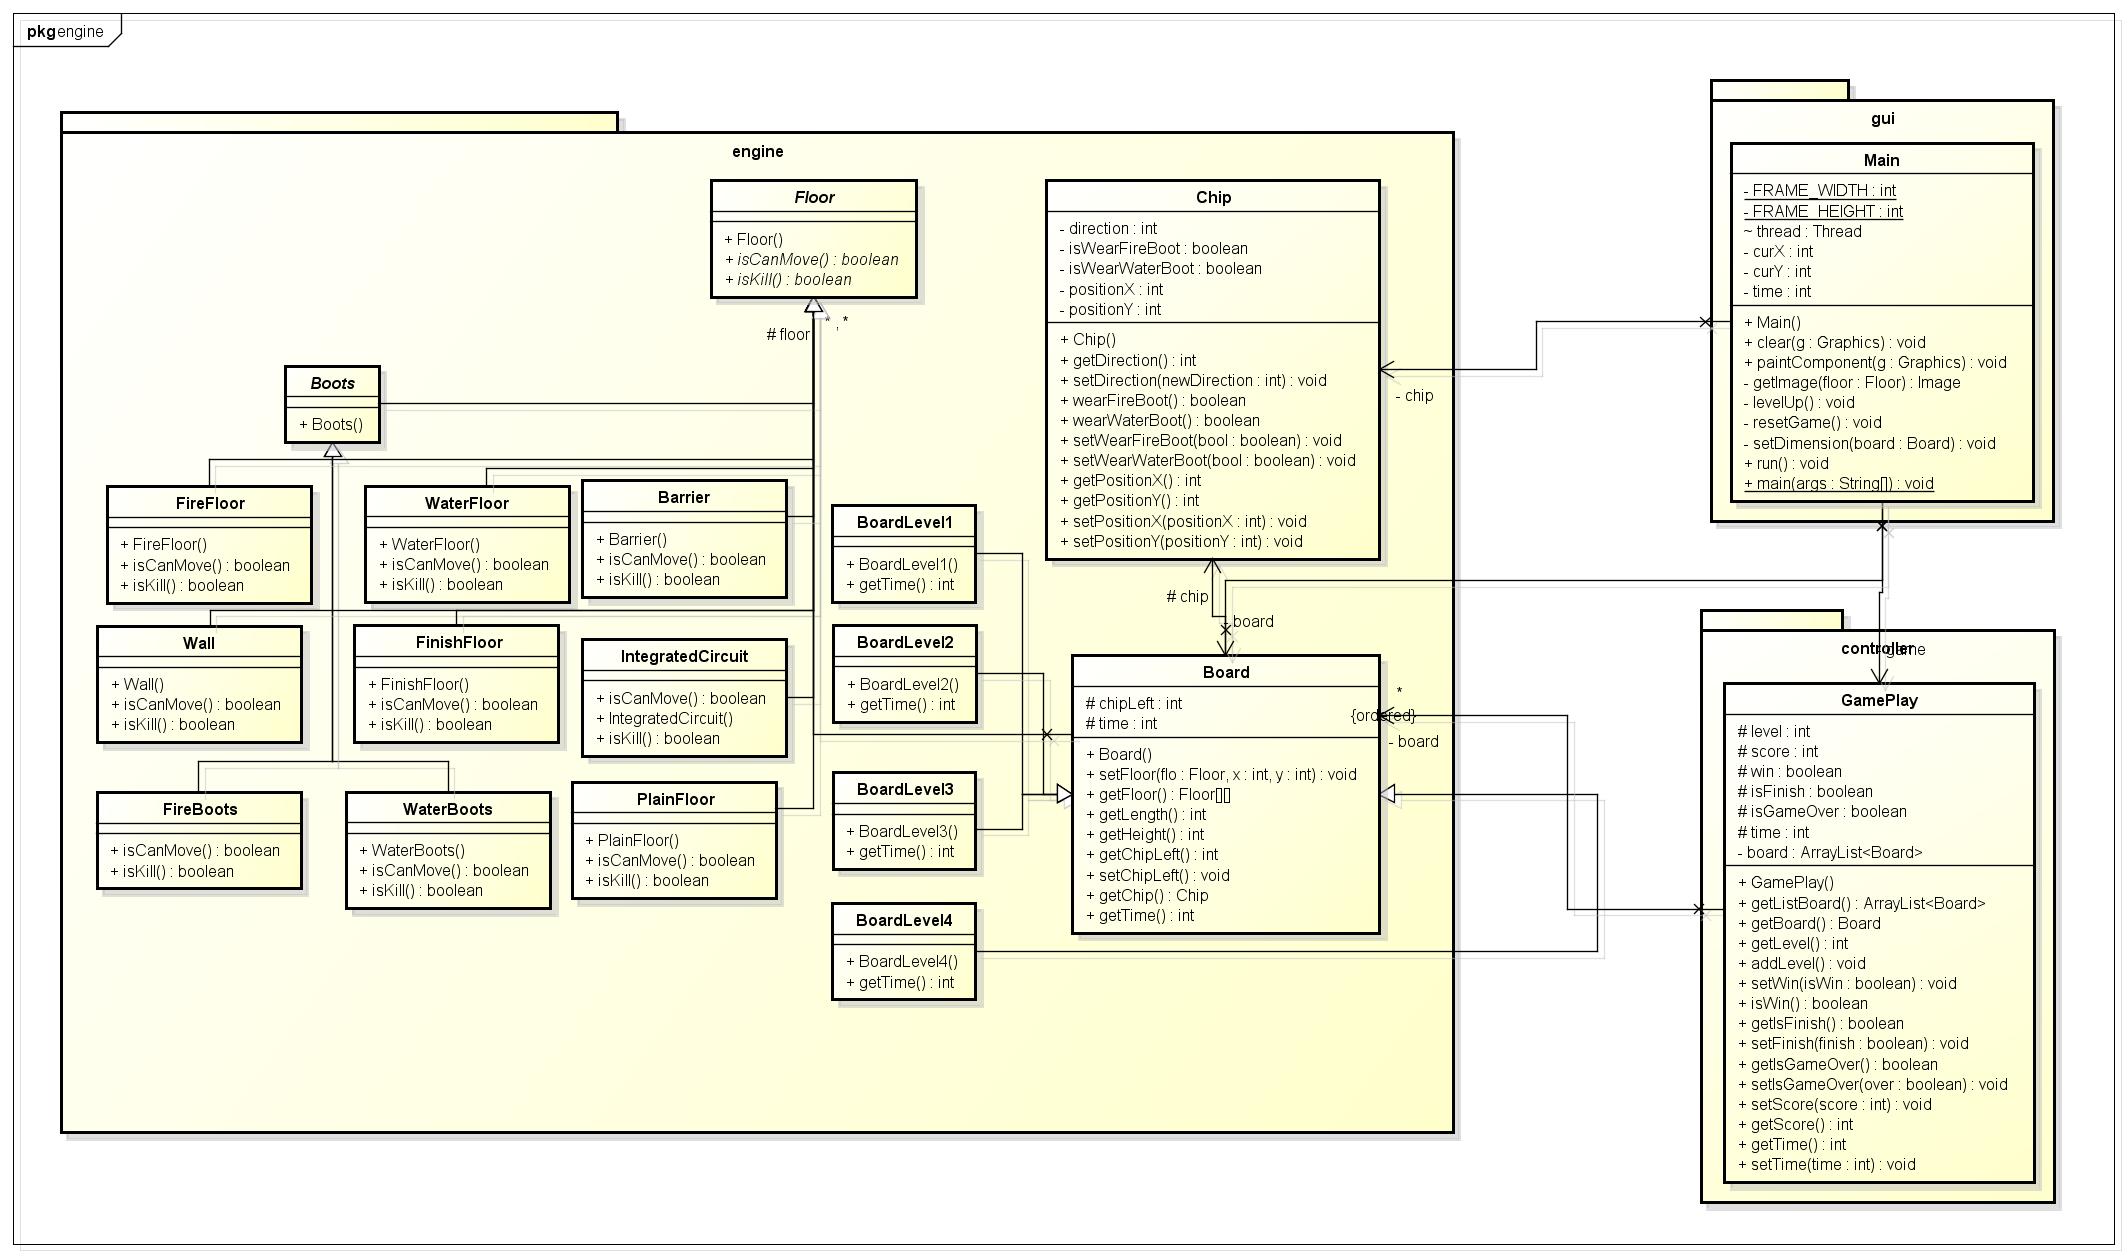 pkg engine
engine
Floor
+ Floor()
+ isCanMove() : boolean
+ isKill() : boolean
# floor
* , *
Boots
+ Boots()
FireFloor
+ FireFloor()
+ isCanMove() : boolean
+ isKill() : boolean
WaterFloor
+ WaterFloor()
+ isCanMove() : boolean
+ isKill() : boolean
Barrier
+ Barrier()
+ isCanMove() : boolean
+ isKill() : boolean
Wall
+ Wall()
+ isCanMove() : boolean
+ isKill() : boolean
FinishFloor
+ FinishFloor()
+ isCanMove() : boolean
+ isKill() : boolean
IntegratedCircuit
+ isCanMove() : boolean
+ IntegratedCircuit()
+ isKill() : boolean
FireBoots
+ isCanMove() : boolean
+ isKill() : boolean
WaterBoots
+ WaterBoots()
+ isCanMove() : boolean
+ isKill() : boolean
PlainFloor
+ PlainFloor()
+ isCanMove() : boolean
+ isKill() : boolean
BoardLevel1
+ BoardLevel1()
+ getTime() : int
BoardLevel2
+ BoardLevel2()
+ getTime() : int
BoardLevel3
+ BoardLevel3()
+ getTime() : int
BoardLevel4
+ BoardLevel4()
+ getTime() : int
Chip
- direction : int
- isWearFireBoot : boolean
- isWearWaterBoot : boolean
- positionX : int
- positionY : int
+ Chip()
+ getDirection() : int
+ setDirection(newDirection : int) : void
+ wearFireBoot() : boolean
+ wearWaterBoot() : boolean
+ setWearFireBoot(bool : boolean) : void
+ setWearWaterBoot(bool : boolean) : void
+ getPositionX() : int
+ getPositionY() : int
+ setPositionX(positionX : int) : void
+ setPositionY(positionY : int) : void
- chip
# chip
- board
Board
# chipLeft : int
# time : int
+ Board()
+ setFloor(flo : Floor, x : int, y : int) : void
+ getFloor() : Floor[][]
+ getLength() : int
+ getHeight() : int
+ getChipLeft() : int
+ setChipLeft() : void
+ getChip() : Chip
+ getTime() : int
*
{ordered}
- board
gui
Main
- FRAME_WIDTH : int
- FRAME_HEIGHT : int
~ thread : Thread
- curX : int
- curY : int
- time : int
+ Main()
+ clear(g : Graphics) : void
+ paintComponent(g : Graphics) : void
- getImage(floor : Floor) : Image
- levelUp() : void
- resetGame() : void
- setDimension(board : Board) : void
+ run() : void
+ main(args : String[]) : void
controller
- game
GamePlay
# level : int
# score : int
# win : boolean
# isFinish : boolean
# isGameOver : boolean
# time : int
- board : ArrayList<Board>
+ GamePlay()
+ getListBoard() : ArrayList<Board>
+ getBoard() : Board
+ getLevel() : int
+ addLevel() : void
+ setWin(isWin : boolean) : void
+ isWin() : boolean
+ getIsFinish() : boolean
+ setFinish(finish : boolean) : void
+ getIsGameOver() : boolean
+ setIsGameOver(over : boolean) : void
+ setScore(score : int) : void
+ getScore() : int
+ getTime() : int
+ setTime(time : int) : void